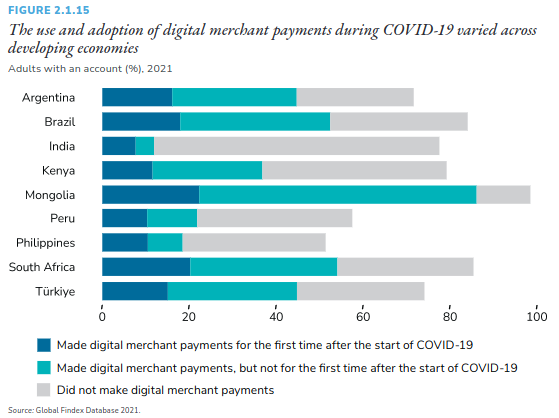 FIGURE 2.1.15
The use and adoption of digital merchant payments during COVID-19 varied across
developing economies
Adults with an account (%), 2021
Argentina
Brazil
India
Kenya
Mongolia
Peru
Philippines
South Africa
Türkiye
0 20 40 60 80 100
Made digital merchant payments for the first time after the start of COVID-19
Made digital merchant payments, but not for the first time after the start of COVID-19
Did not make digital merchant payments
Source: Global Findex Database 2021.